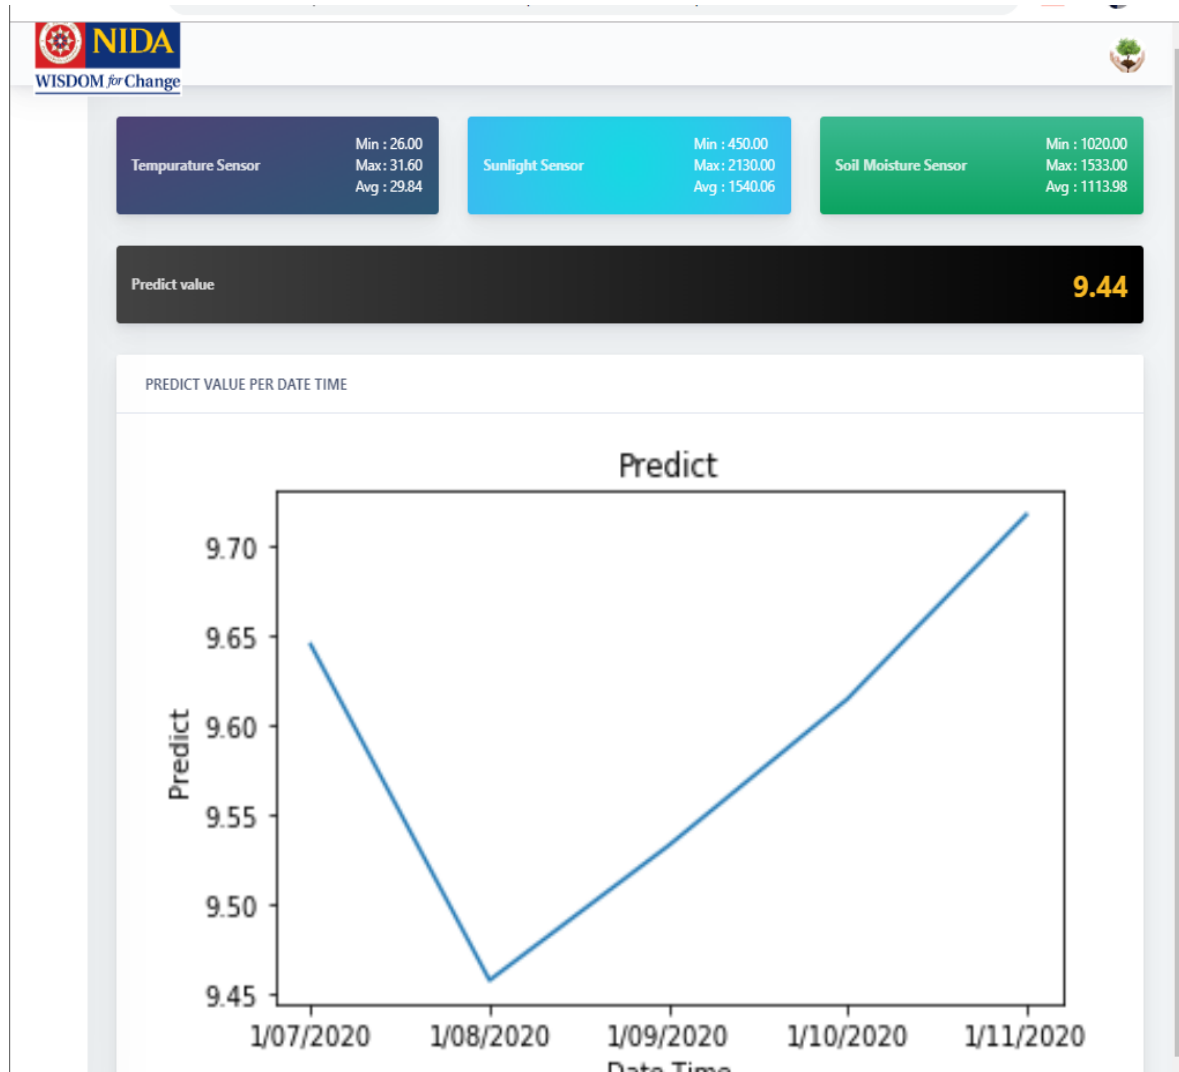 NIDA
WISDOM for Change
Tempurature Sensor
Min : 26.00
Max : 31.60
Avg : 29.84
Sunlight Sensor
Min : 450.00
Max : 2130.00
Avg : 1540.06
Soil Moisture Sensor
Min : 1020.00
Max : 1533.00
Avg : 1113.98
Predict value
9.44
PREDICT VALUE PER DATE TIME
Predict
9.70
9.65
9.60
9.55
9.50
9.45
Predict
1/07/2020 1/08/2020 1/09/2020 1/10/2020 1/11/2020
Date Time